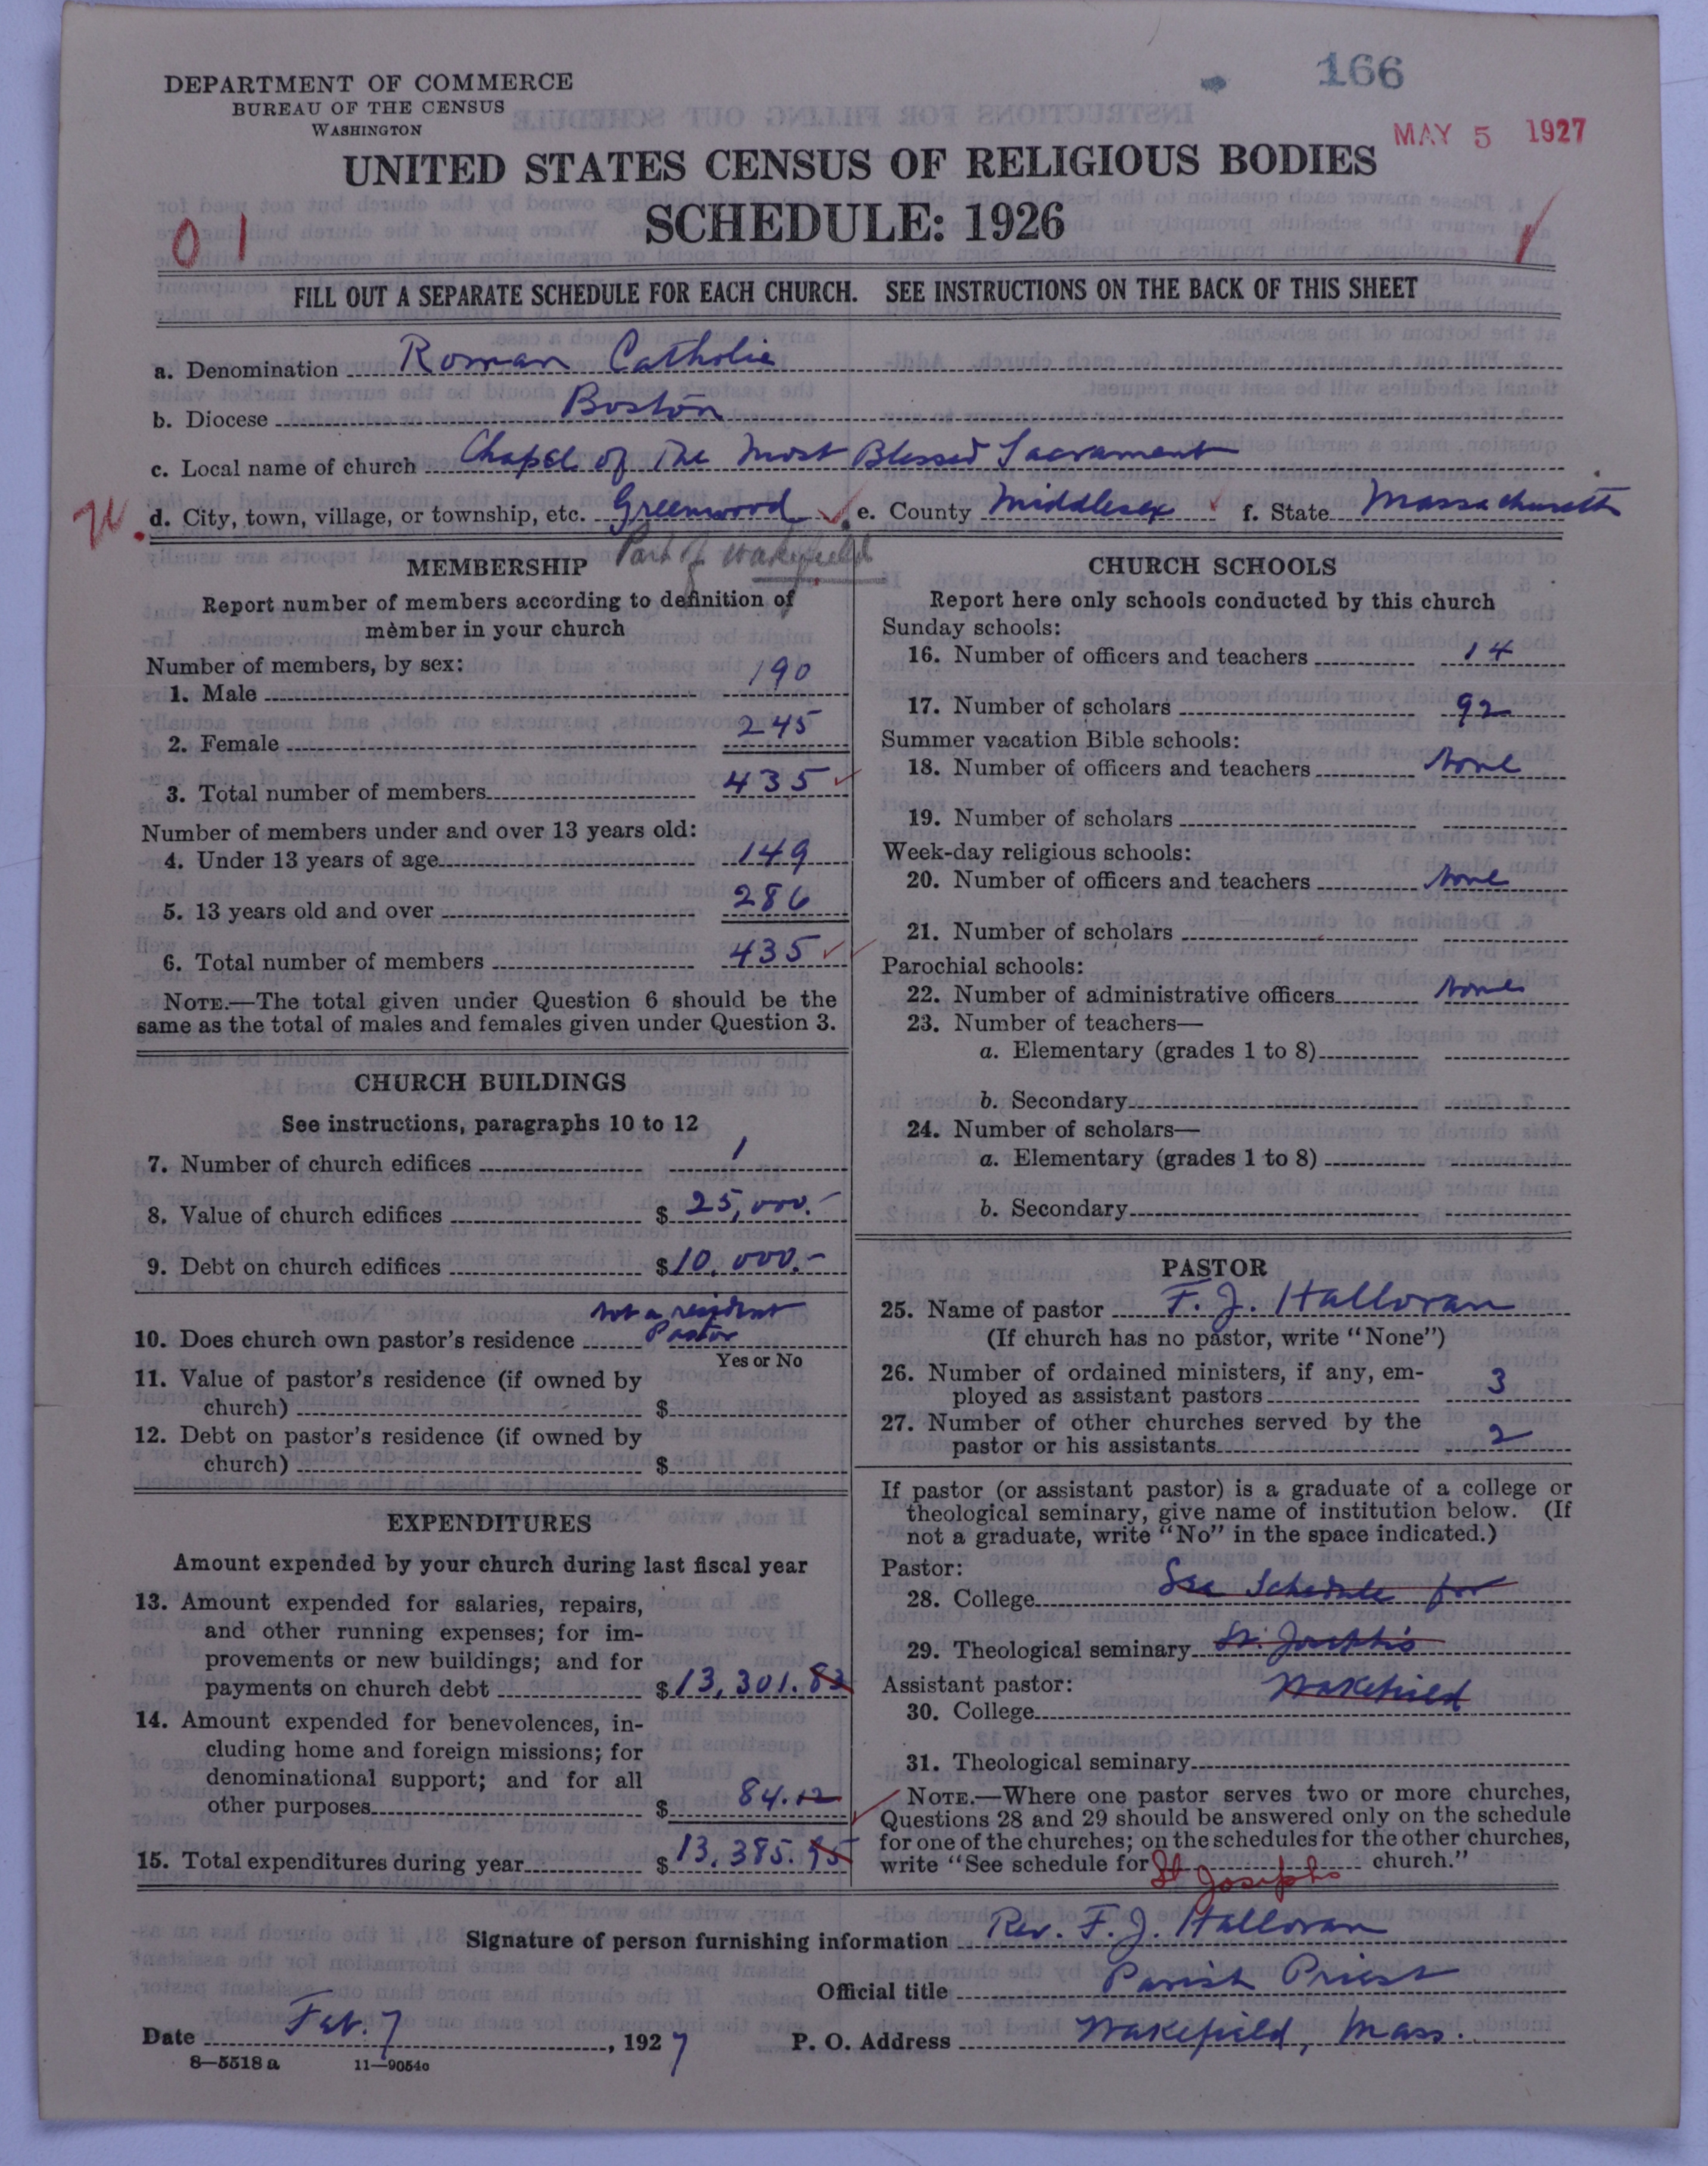 166
DEPARTMENT OF COMMERCE
BUREAU OF THE CENSUS
WASHINGTON
MAY 5 1927
UNITED STATES CENSUS OF RELIGIOUS BODIES
SCHEDULE: 1926
01
FILL OUT A SEPARATE SCHEDULE FOR EACH CHURCH. SEE INSTRUCTIONS ON THE BACK OF THIS SHEET
a. Denomination Roman Catholic
b. Diocese Boston
c. Local name of church Chapel of The Most Blessed Sacrament
d. City, town, village, or township, etc. Greenwood e. County Middlesex f. State Massachusetts
Part of Wakefield
MEMBERSHIP
Report number of members according to definition of
member in your church
Number of members, by sex:
1. Male 190
2. Female 245
3. Total number of members 435
Number of members under and over 13 years old:
4. Under 13 years of age 149
5. 13 years old and over 286
6. Total number of members 435
NOTE.—The total given under Question 6 should be the
same as the total of males and females given under Question 3.
CHURCH BUILDINGS
See instructions, paragraphs 10 to 12
7. Number of church edifices 1
8. Value of church edifices $ 25,000.-
9. Debt on church edifices $ 10,000.-
not a resident
10. Does church own pastor's residence Pastor
Yes or No
11. Value of pastor's residence (if owned by
church) $
12. Debt on pastor's residence (if owned by
church) $
EXPENDITURES
Amount expended by your church during last fiscal year
13. Amount expended for salaries, repairs,
and other running expenses; for im-
provements or new buildings; and for
payments on church debt $ 13,301.83
14. Amount expended for benevolences, in-
cluding home and foreign missions; for
denominational support; and for all
other purposes $ 84.12
15. Total expenditures during year $ 13,385.95
CHURCH SCHOOLS
Report here only schools conducted by this church
Sunday schools:
16. Number of officers and teachers 14
17. Number of scholars 92
Summer vacation Bible schools:
18. Number of officers and teachers None
19. Number of scholars
Week-day religious schools:
20. Number of officers and teachers None
21. Number of scholars
Parochial schools:
22. Number of administrative officers None
23. Number of teachers—
a. Elementary (grades 1 to 8)
b. Secondary
24. Number of scholars—
a. Elementary (grades 1 to 8)
b. Secondary
PASTOR
25. Name of pastor F. J. Halloran
(If church has no pastor, write "None")
26. Number of ordained ministers, if any, em-
ployed as assistant pastors 3
27. Number of other churches served by the
pastor or his assistants 2
If pastor (or assistant pastor) is a graduate of a college or
theological seminary, give name of institution below. (If
not a graduate, write "No" in the space indicated.)
Pastor:
28. College See Schedule for
29. Theological seminary St. Joseph's
Assistant pastor: Wakefield
30. College
31. Theological seminary
NOTE.—Where one pastor serves two or more churches,
Questions 28 and 29 should be answered only on the schedule
for one of the churches; on the schedules for the other churches,
write "See schedule for St Josephs church."
Signature of person furnishing information Rev. F. J. Halloran
Official title Parish Priest
Date Feb. 7, 1927 P. O. Address Wakefield, Mass.
8—5518 a 11—9054c